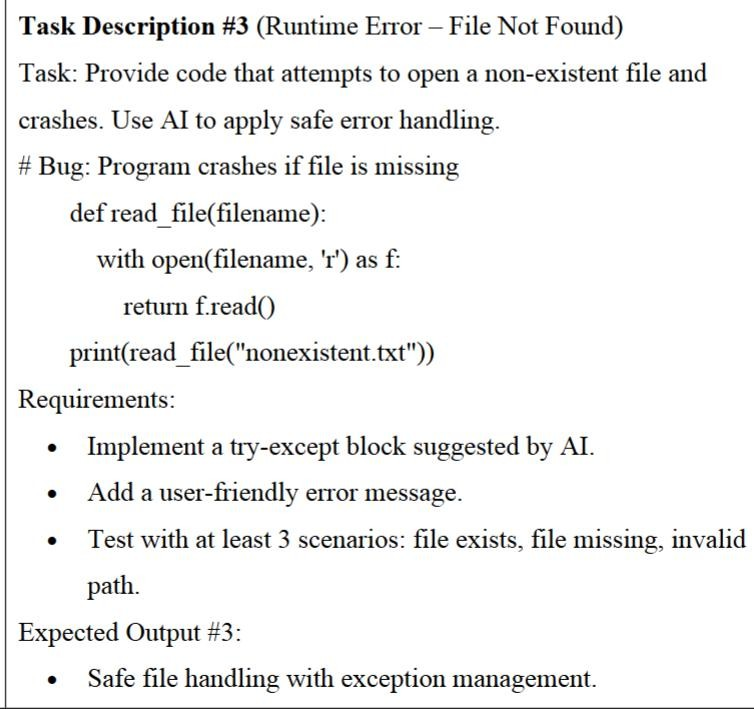 Task Description #3 (Runtime Error – File Not Found)
Task: Provide code that attempts to open a non-existent file and
crashes. Use AI to apply safe error handling.
# Bug: Program crashes if file is missing
def read_file(filename):
with open(filename, 'r') as f:
return f.read()
print(read_file("nonexistent.txt"))
Requirements:
• Implement a try-except block suggested by AI.
• Add a user-friendly error message.
• Test with at least 3 scenarios: file exists, file missing, invalid
path.
Expected Output #3:
• Safe file handling with exception management.